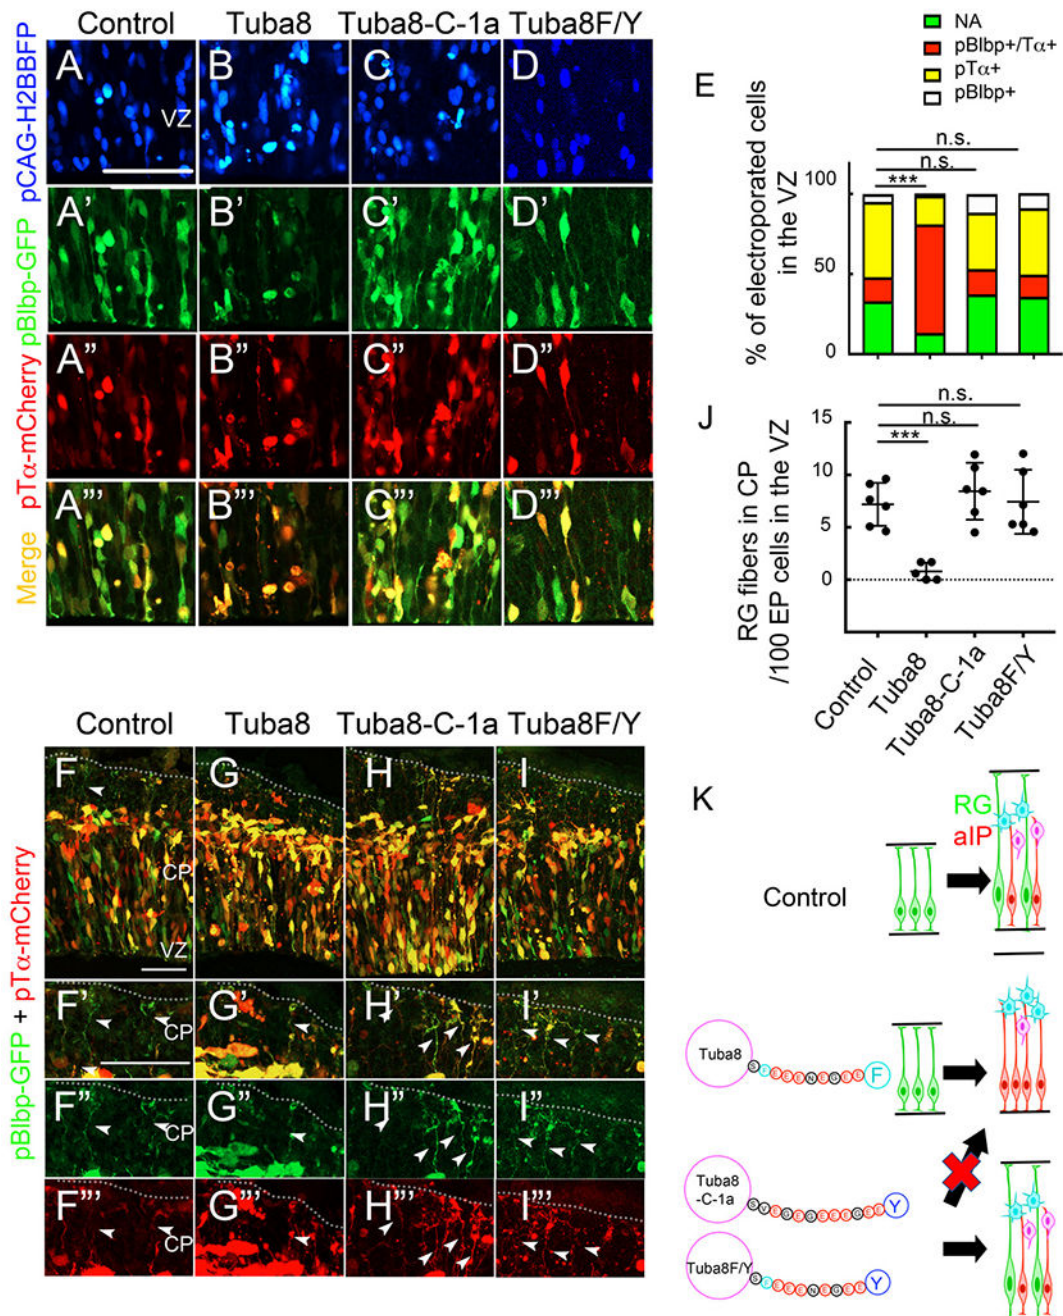 Control Tuba8 Tuba8-C-1a Tuba8F/Y
pCAG-H2BBFP
pBlbp-GFP
pTα-mCherry
Merge
A B C D
VZ
A' B' C' D'
A" B" C" D"
A"' B"' C"' D"'
NA
pBlbp+/Tα+
pTα+
pBlbp+
E
% of electroporated cells
in the VZ
n.s.
n.s.
***
100
50
0
J
RG fibers in CP
/100 EP cells in the VZ
n.s.
n.s.
***
15
10
5
0
Control
Tuba8
Tuba8-C-1a
Tuba8F/Y
Control Tuba8 Tuba8-C-1a Tuba8F/Y
pBlbp-GFP + pTα-mCherry
F G H I
CP
VZ
F' G' H' I'
CP
F" G" H" I"
CP
F"' G"' H"' I"'
CP
K
RG
aIP
Control
Tuba8
F
Tuba8
-C-1a
S V E G E G E E E G E E Y
Tuba8F/Y
Y